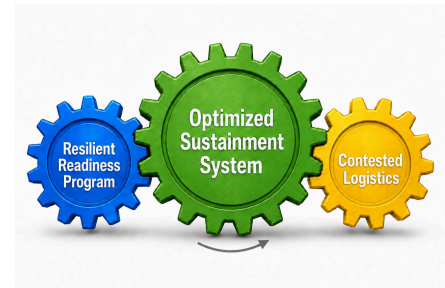 Resilient
Readiness
Program
Optimized
Sustainment
System
Contested
Logistics